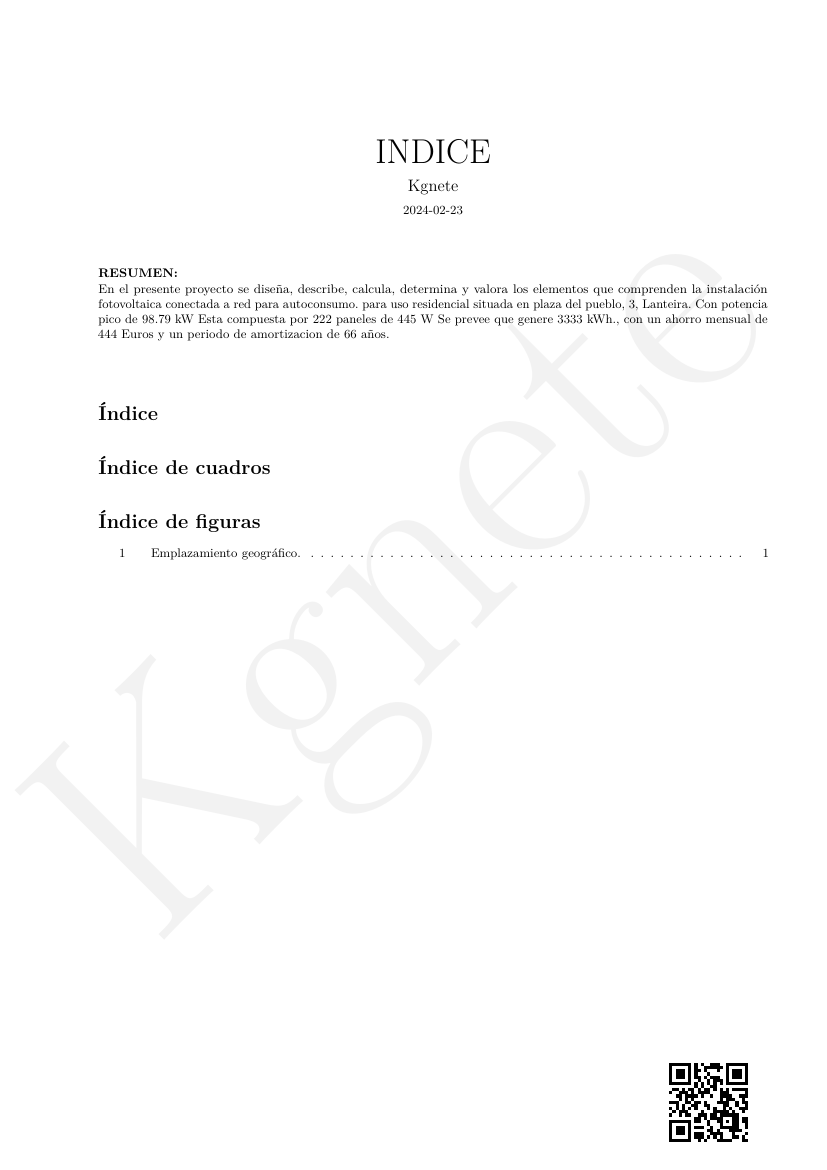 INDICE
Kgnete
2024-02-23
RESUMEN:
En el presente proyecto se diseña, describe, calcula, determina y valora los elementos que comprenden la instalación
fotovoltaica conectada a red para autoconsumo. para uso residencial situada en plaza del pueblo, 3, Lanteira. Con potencia
pico de 98.79 kW Esta compuesta por 222 paneles de 445 W Se prevee que genere 3333 kWh., con un ahorro mensual de
444 Euros y un periodo de amortizacion de 66 años.
Índice
Índice de cuadros
Índice de figuras
1 Emplazamiento geográfico. . . . . . . . . . . . . . . . . . . . . . . . . . . . . . . . . . . . . . . . . . . . 1
Kgnete